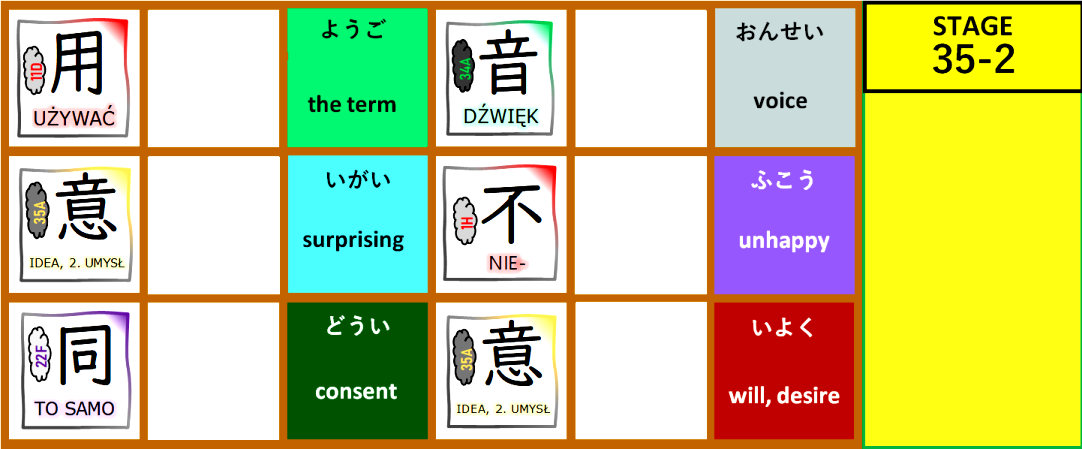 11D
用
UŻYWAĆ
ようご
the term
34A
音
DŹWIĘK
おんせい
voice
STAGE
35-2
35A
意
IDEA, 2. UMYSŁ
いがい
surprising
1H
不
NIE-
ふこう
unhappy
22F
同
TO SAMO
どうい
consent
35A
意
IDEA, 2. UMYSŁ
いよく
will, desire